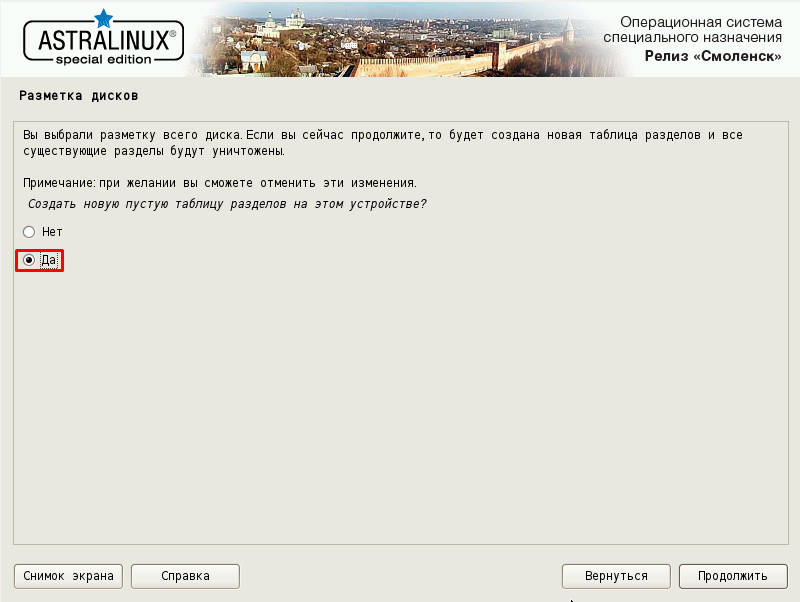 ASTRALINUX®
special edition
Операционная система
специального назначения
Релиз «Смоленск»
Разметка дисков
Вы выбрали разметку всего диска. Если вы сейчас продолжите, то будет создана новая таблица разделов и все
существующие разделы будут уничтожены.
Примечание: при желании вы сможете отменить эти изменения.
Создать новую пустую таблицу разделов на этом устройстве?
Нет
Да
Снимок экрана
Справка
Вернуться
Продолжить